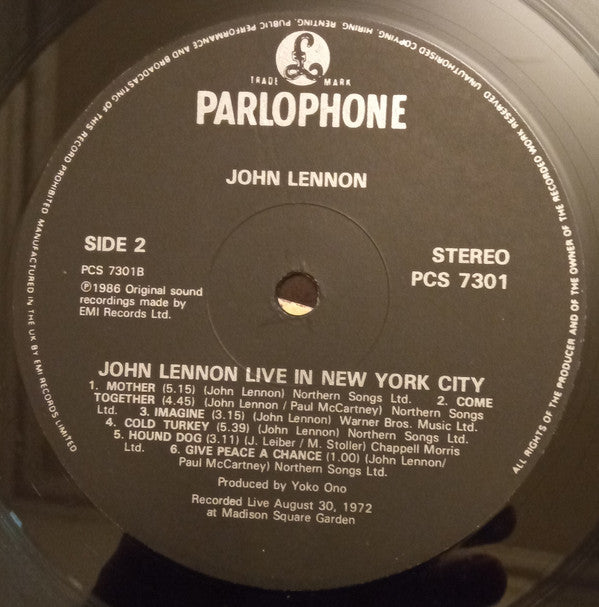 UNAUTHORISED COPYING, HIRING, RENTING, PUBLIC PERFORMANCE AND BROADCASTING OF THIS RECORD PROHIBITED MANUFACTURED IN THE UK BY EMI RECORDS LIMITED
ALL RIGHTS OF THE PRODUCER AND OF THE OWNER OF THE RECORDED WORK RESERVED
£
TRADE MARK
PARLOPHONE
JOHN LENNON
SIDE 2
PCS 7301B
℗1986 Original sound
recordings made by
EMI Records Ltd.
STEREO
PCS 7301
JOHN LENNON LIVE IN NEW YORK CITY
1. MOTHER (5.15) (John Lennon) Northern Songs Ltd. 2. COME
TOGETHER (4.45) (John Lennon / Paul McCartney) Northern Songs
Ltd. 3. IMAGINE (3.15) (John Lennon) Warner Bros. Music Ltd.
4. COLD TURKEY (5.39) (John Lennon) Northern Songs Ltd.
5. HOUND DOG (3.11) (J. Leiber / M. Stoller) Chappell Morris
Ltd. 6. GIVE PEACE A CHANCE (1.00) (John Lennon/
Paul McCartney) Northern Songs Ltd.
Produced by Yoko Ono
Recorded Live August 30, 1972
at Madison Square Garden